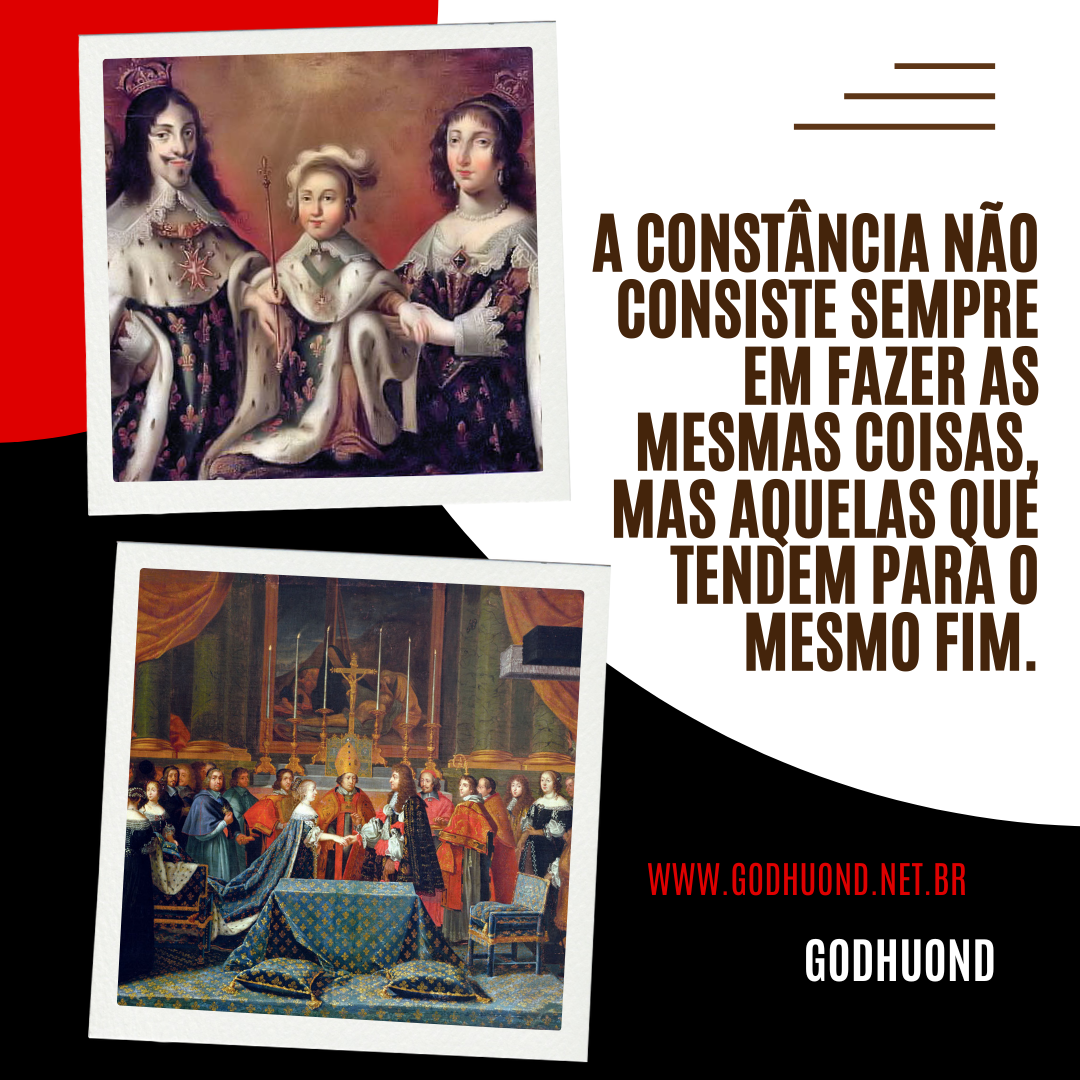 A CONSTÂNCIA NÃO
CONSISTE SEMPRE
EM FAZER AS
MESMAS COISAS,
MAS AQUELAS QUE
TENDEM PARA O
MESMO FIM.
WWW.GODHUOND.NET.BR
GODHUOND